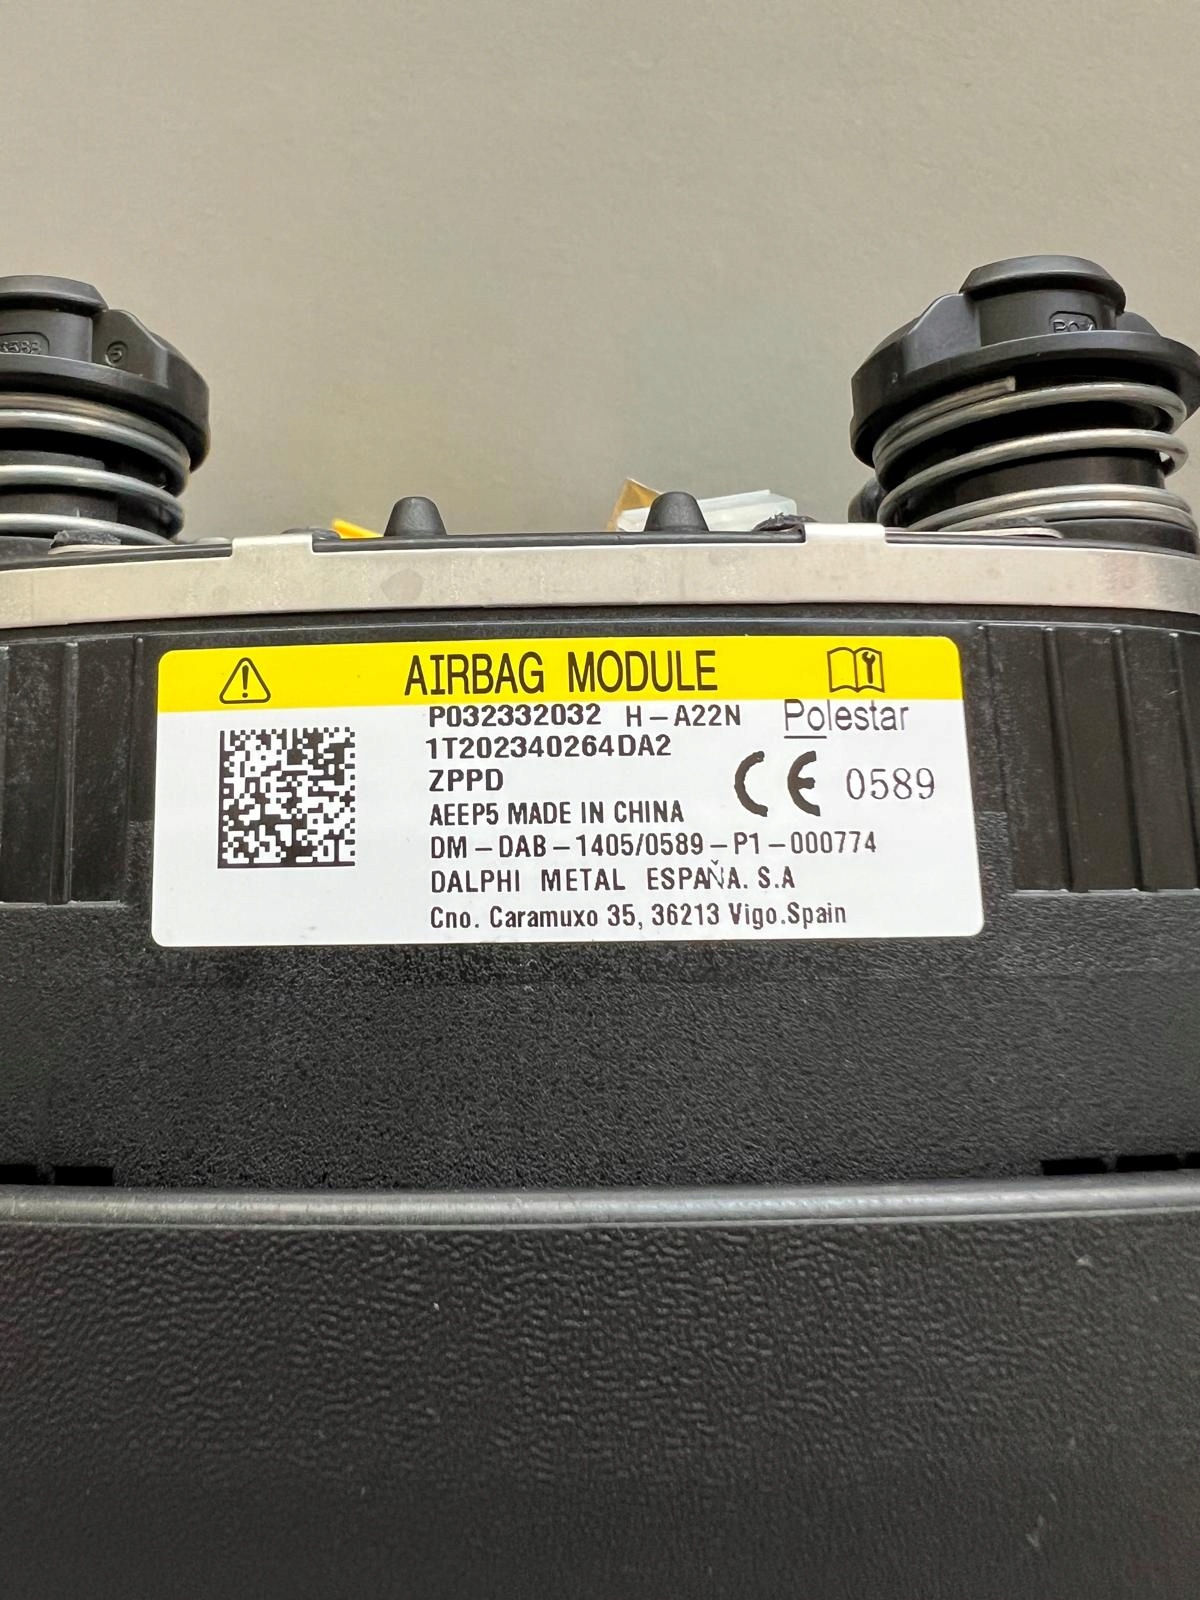 AIRBAG MODULE
P032332032 H-A22N Polestar
1T202340264DA2
ZPPD
CE 0589
AEEP5 MADE IN CHINA
DM-DAB-1405/0589-P1-000774
DALPHI METAL ESPAÑA. S.A
Cno. Caramuxo 35, 36213 Vigo.Spain